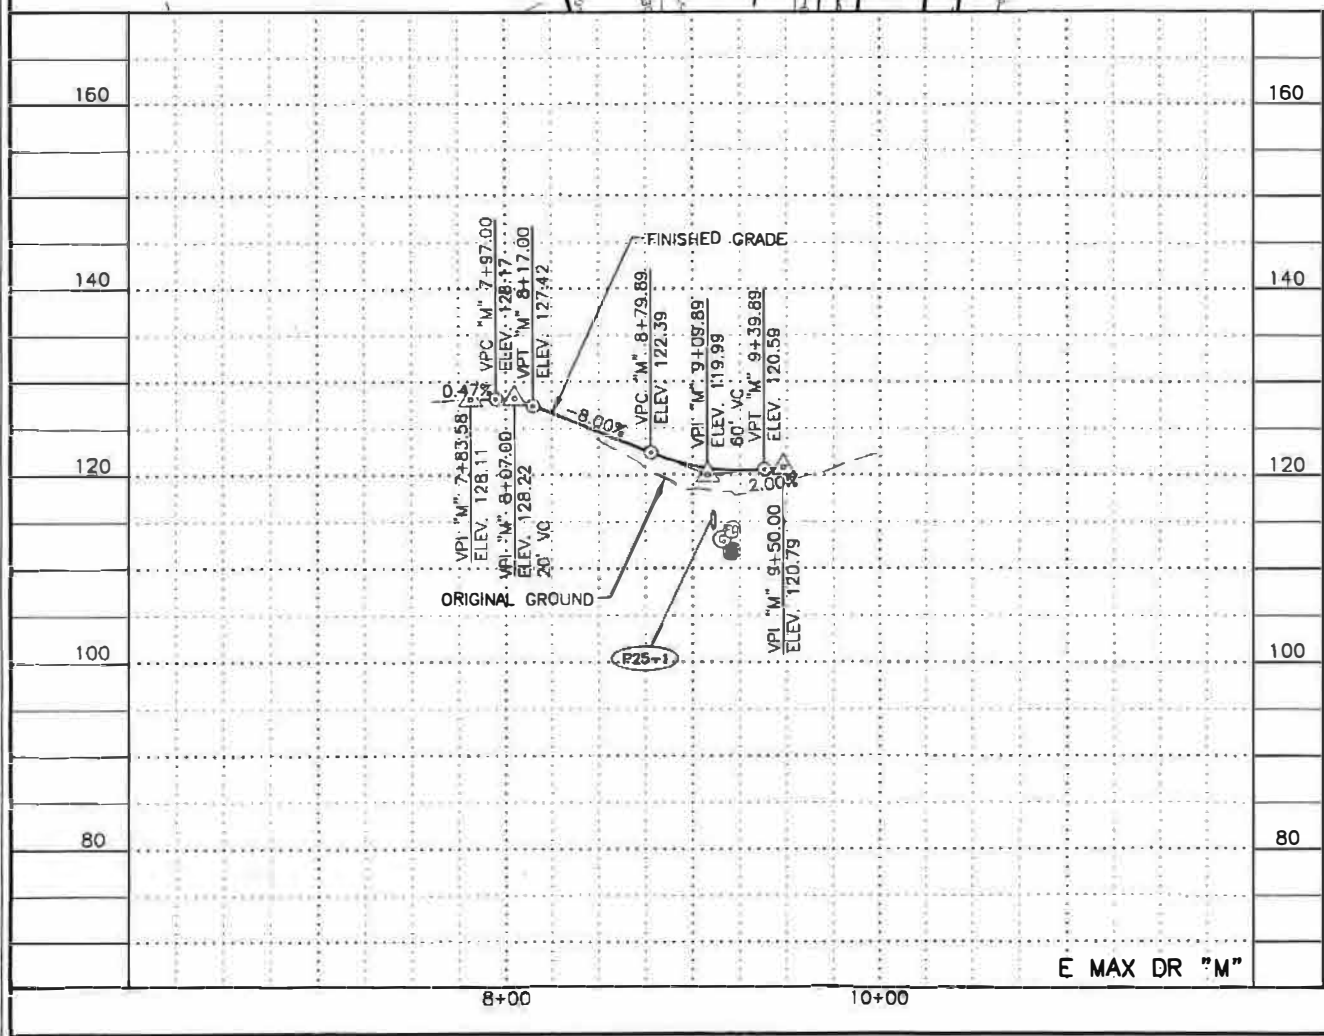 160
160
140
140
120
120
100
100
80
80
FINISHED GRADE
VPC "M" 7+97.00
ELEV. 128.17
VPT "M" 8+17.00
ELEV. 127.42
VPC "M" 8+79.89
ELEV. 122.39
VPI "M" 9+09.89
ELEV. 119.99
60' VC
VPT "M" 9+39.89
ELEV. 120.59
0.47%
-8.00%
2.00%
VPI "M" 7+83.58
ELEV. 128.11
VPI "M" 8+07.00
ELEV. 128.22
20' VC
VPI "M" 9+50.00
ELEV. 120.79
G
G
ORIGINAL GROUND
P25-1
E MAX DR "M"
8+00
10+00